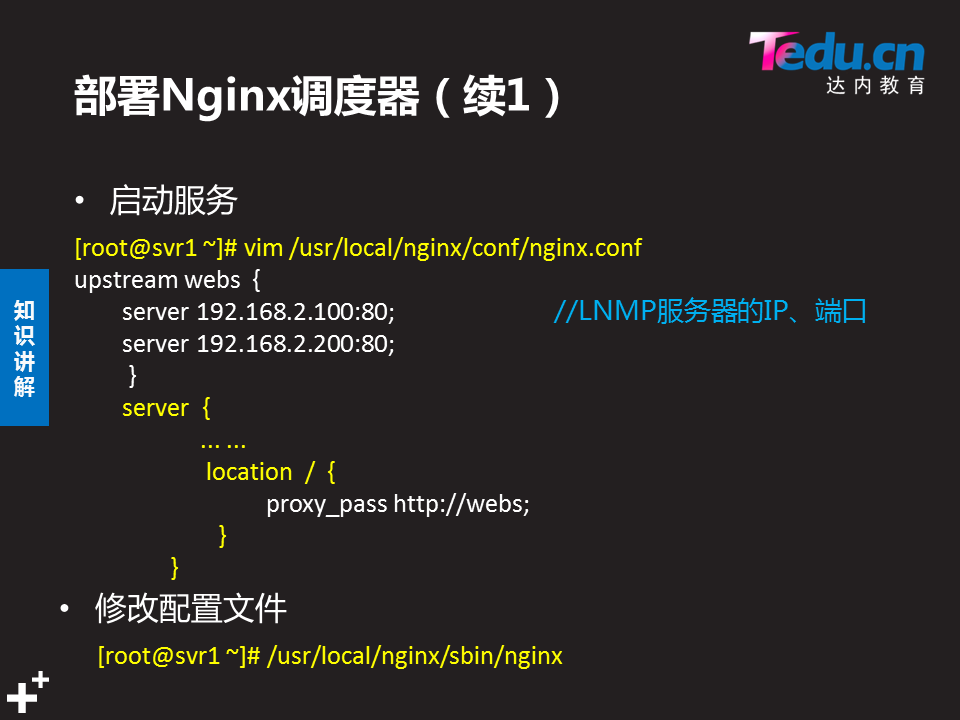 Tedu.cn
达内教育
部署Nginx调度器（续1）
• 启动服务
[root@svr1 ~]# vim /usr/local/nginx/conf/nginx.conf
upstream webs {
server 192.168.2.100:80; //LNMP服务器的IP、端口
server 192.168.2.200:80;
}
server {
... ...
location / {
proxy_pass http://webs;
}
}
知识讲解
• 修改配置文件
[root@svr1 ~]# /usr/local/nginx/sbin/nginx